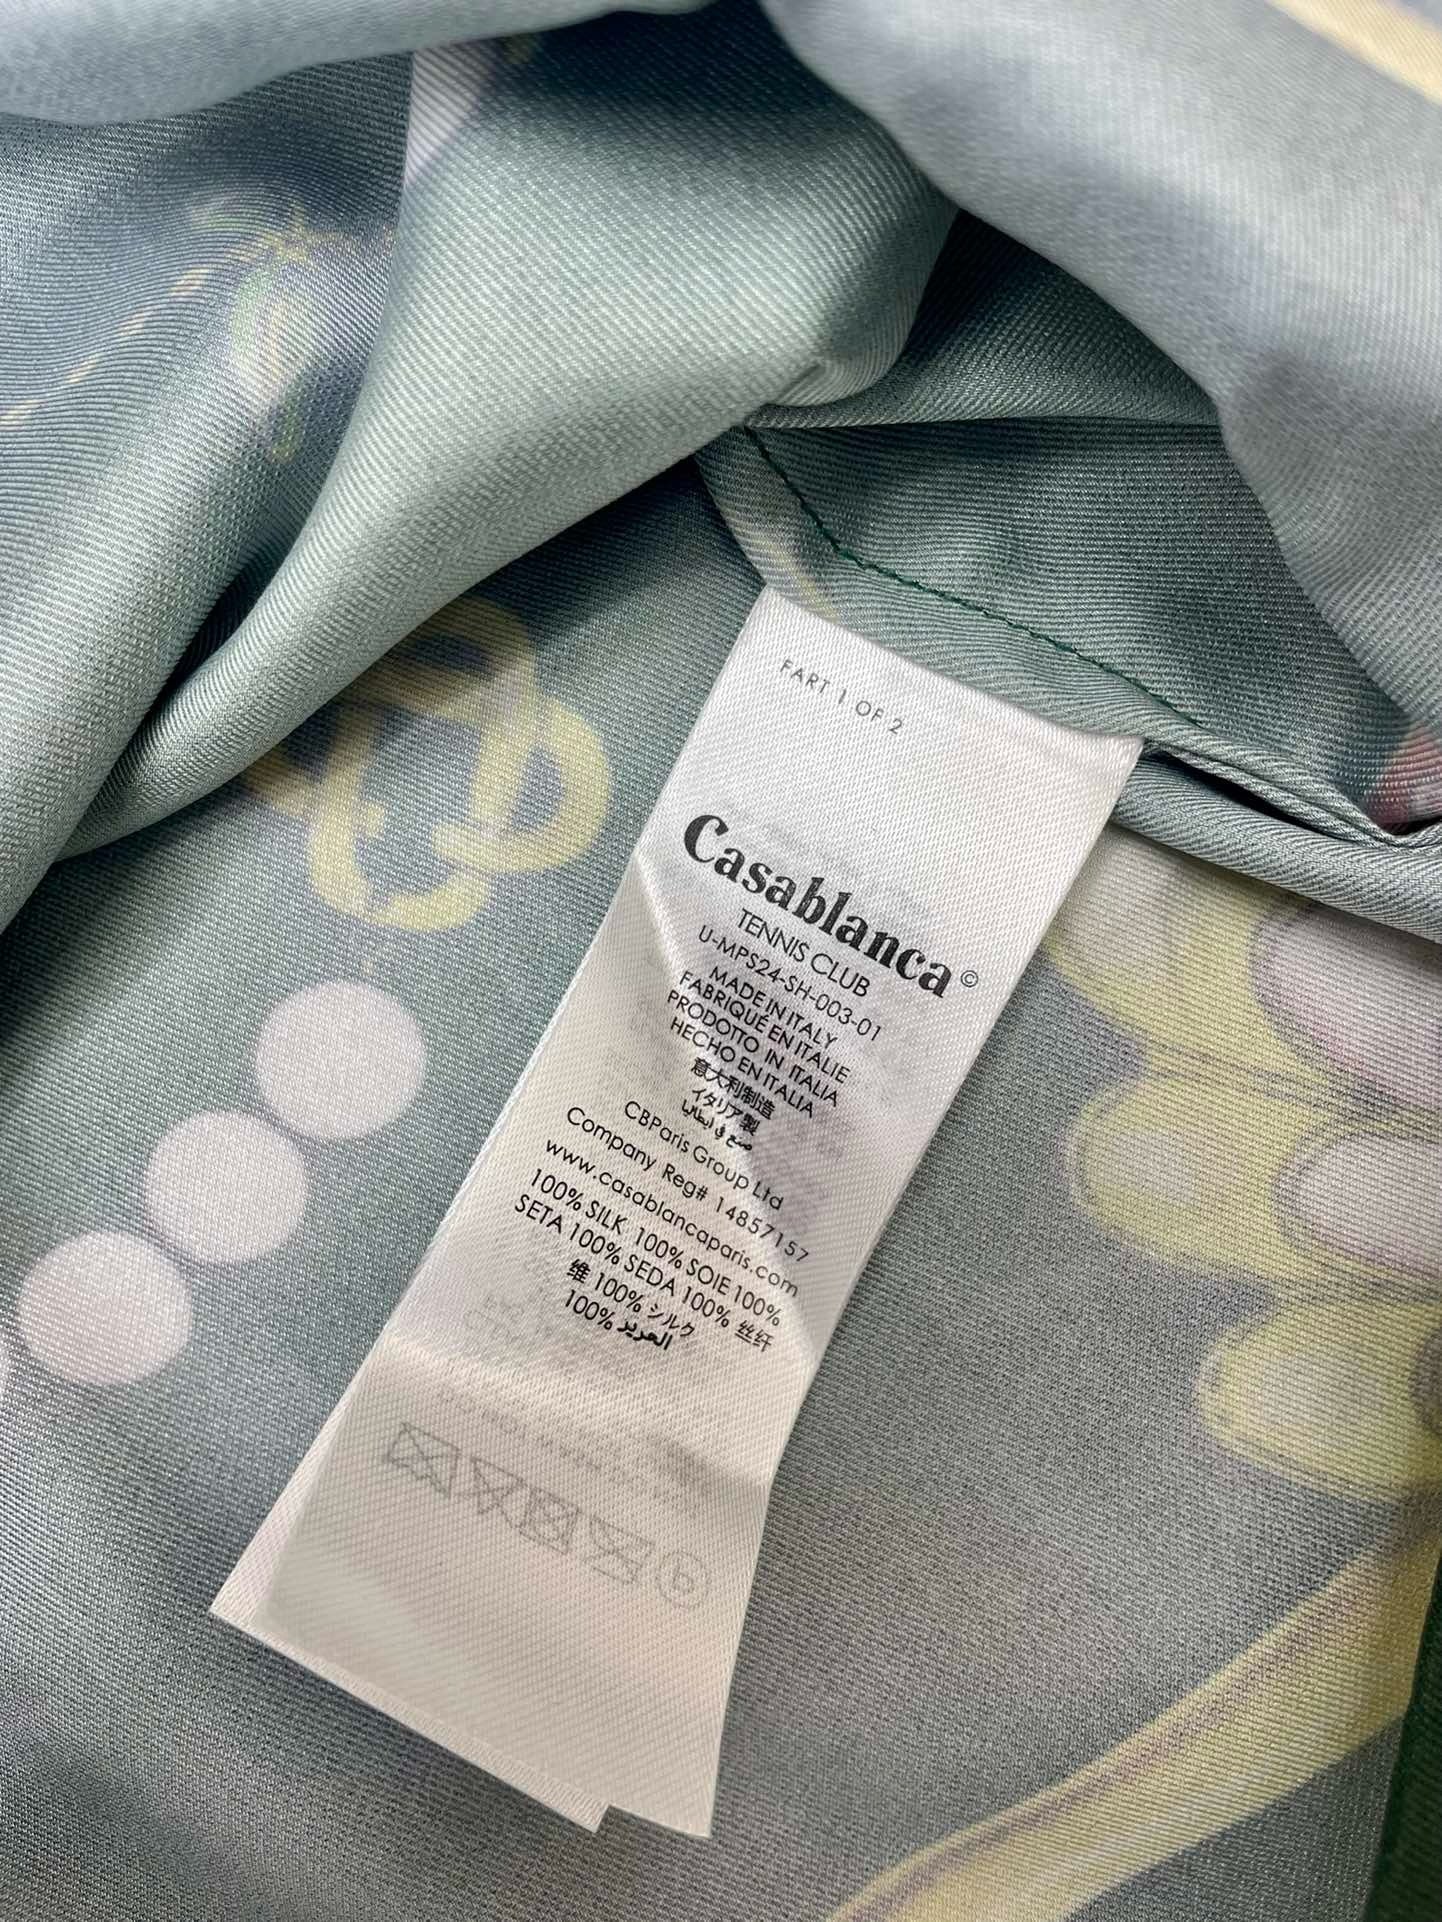 FART 1 OF 2
Casablanca ©
TENNIS CLUB
U-MPS24-SH-003-01
MADE IN ITALY
FABRIQUÉ EN ITALIE
PRODOTTO IN ITALIA
HECHO EN ITALIA
意大利制造
イタリア製
صنع في إيطاليا
CBParis Group Ltd
Company Reg# 14857157
www.casablancaparis.com
100% SILK 100% SOIE 100%
SETA 100% SEDA 100% 丝纤
维 100% シルク
100% الحرير